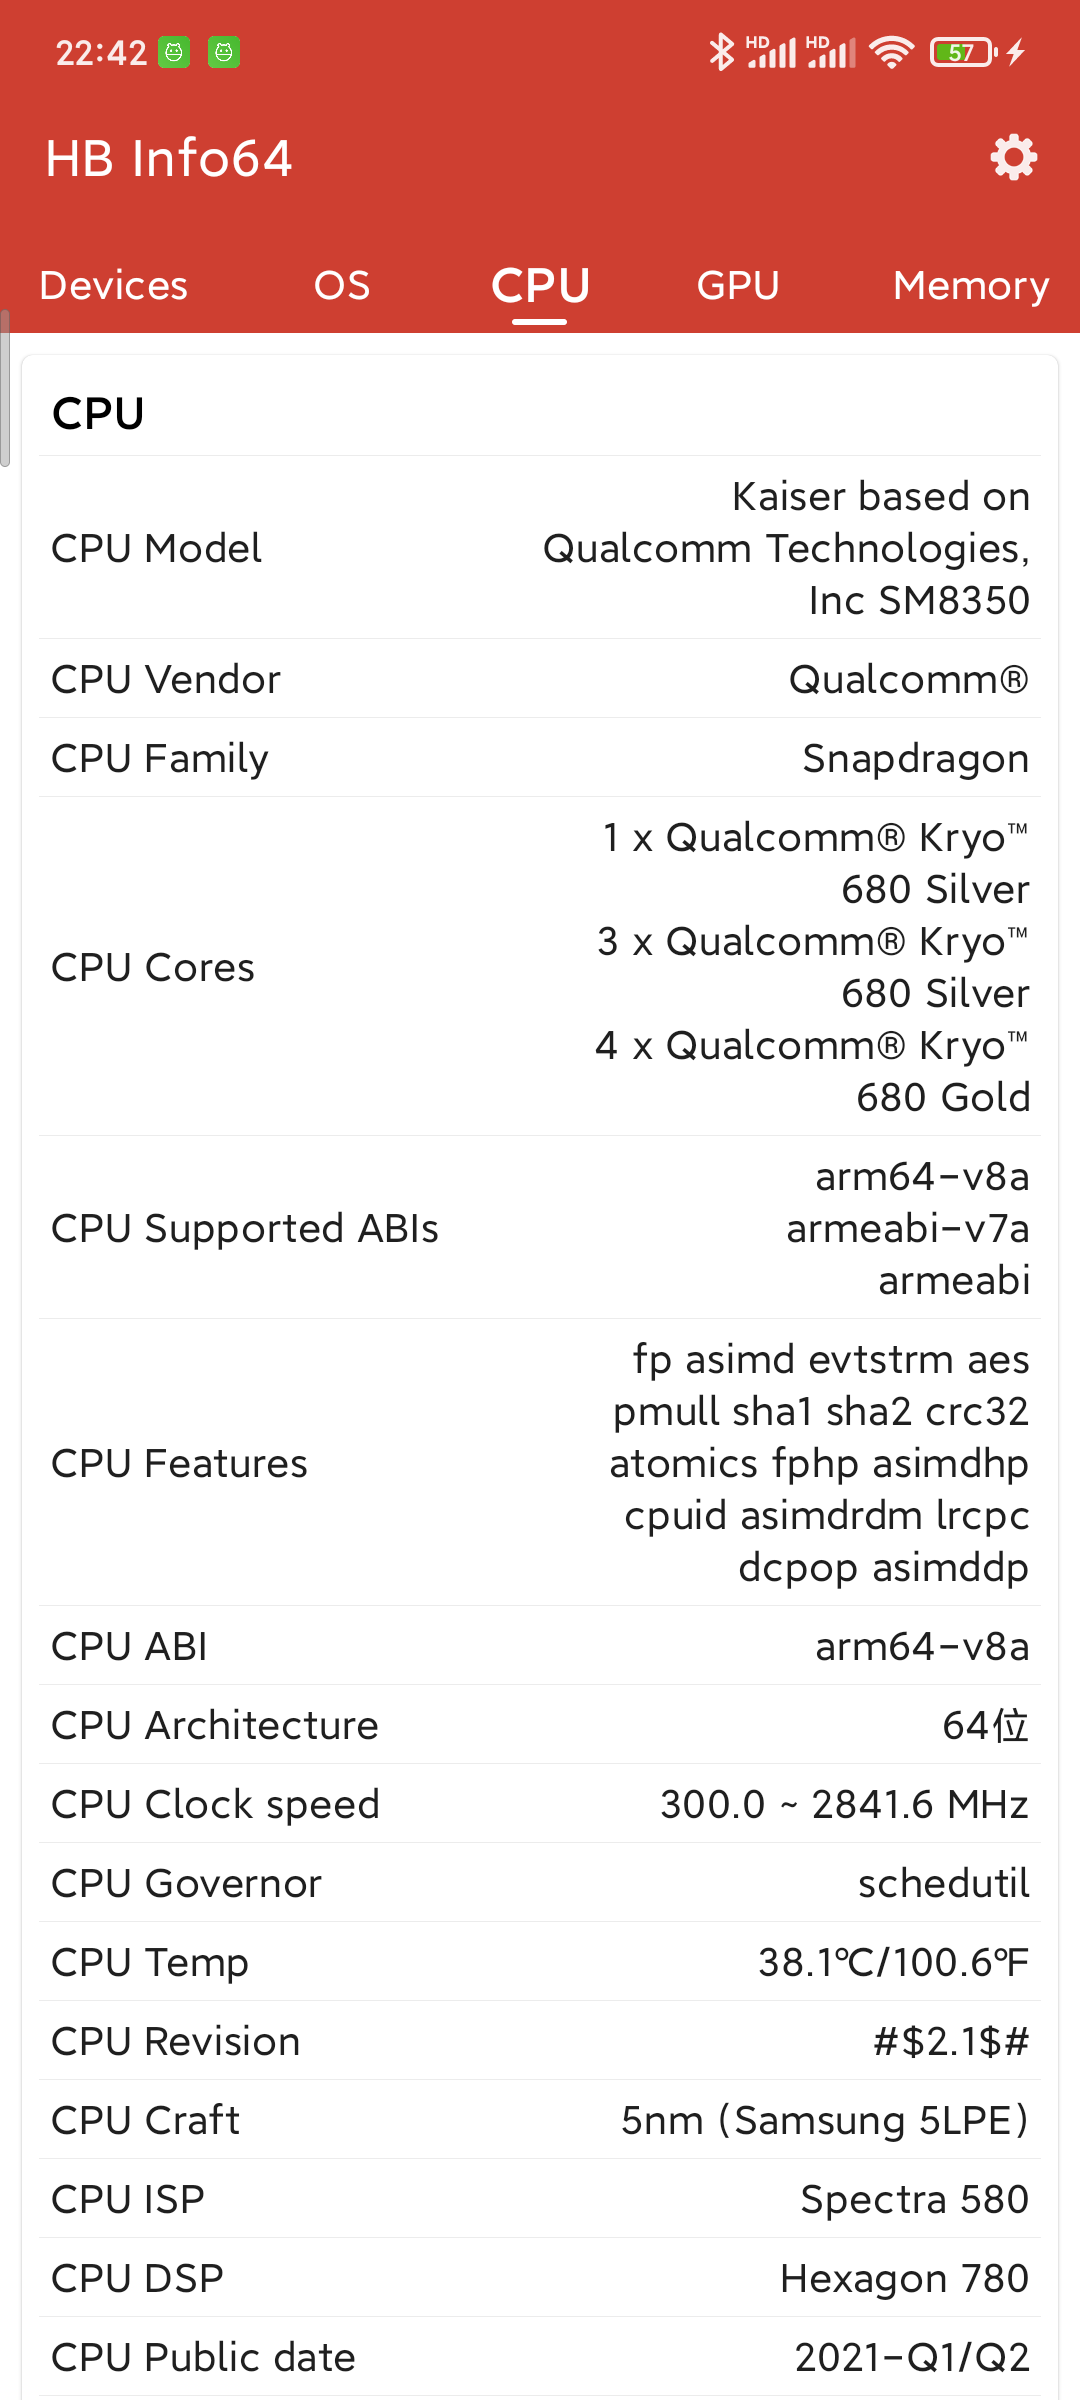 22:42
HD HD 57
HB Info64
Devices OS CPU GPU Memory
CPU
CPU Model
Kaiser based on
Qualcomm Technologies,
Inc SM8350
CPU Vendor
Qualcomm®
CPU Family
Snapdragon
CPU Cores
1 x Qualcomm® Kryo™
680 Silver
3 x Qualcomm® Kryo™
680 Silver
4 x Qualcomm® Kryo™
680 Gold
CPU Supported ABIs
arm64-v8a
armeabi-v7a
armeabi
CPU Features
fp asimd evtstrm aes
pmull sha1 sha2 crc32
atomics fphp asimdhp
cpuid asimdrdm lrcpc
dcpop asimddp
CPU ABI
arm64-v8a
CPU Architecture
64位
CPU Clock speed
300.0 ~ 2841.6 MHz
CPU Governor
schedutil
CPU Temp
38.1℃/100.6℉
CPU Revision
#$2.1$#
CPU Craft
5nm (Samsung 5LPE)
CPU ISP
Spectra 580
CPU DSP
Hexagon 780
CPU Public date
2021-Q1/Q2